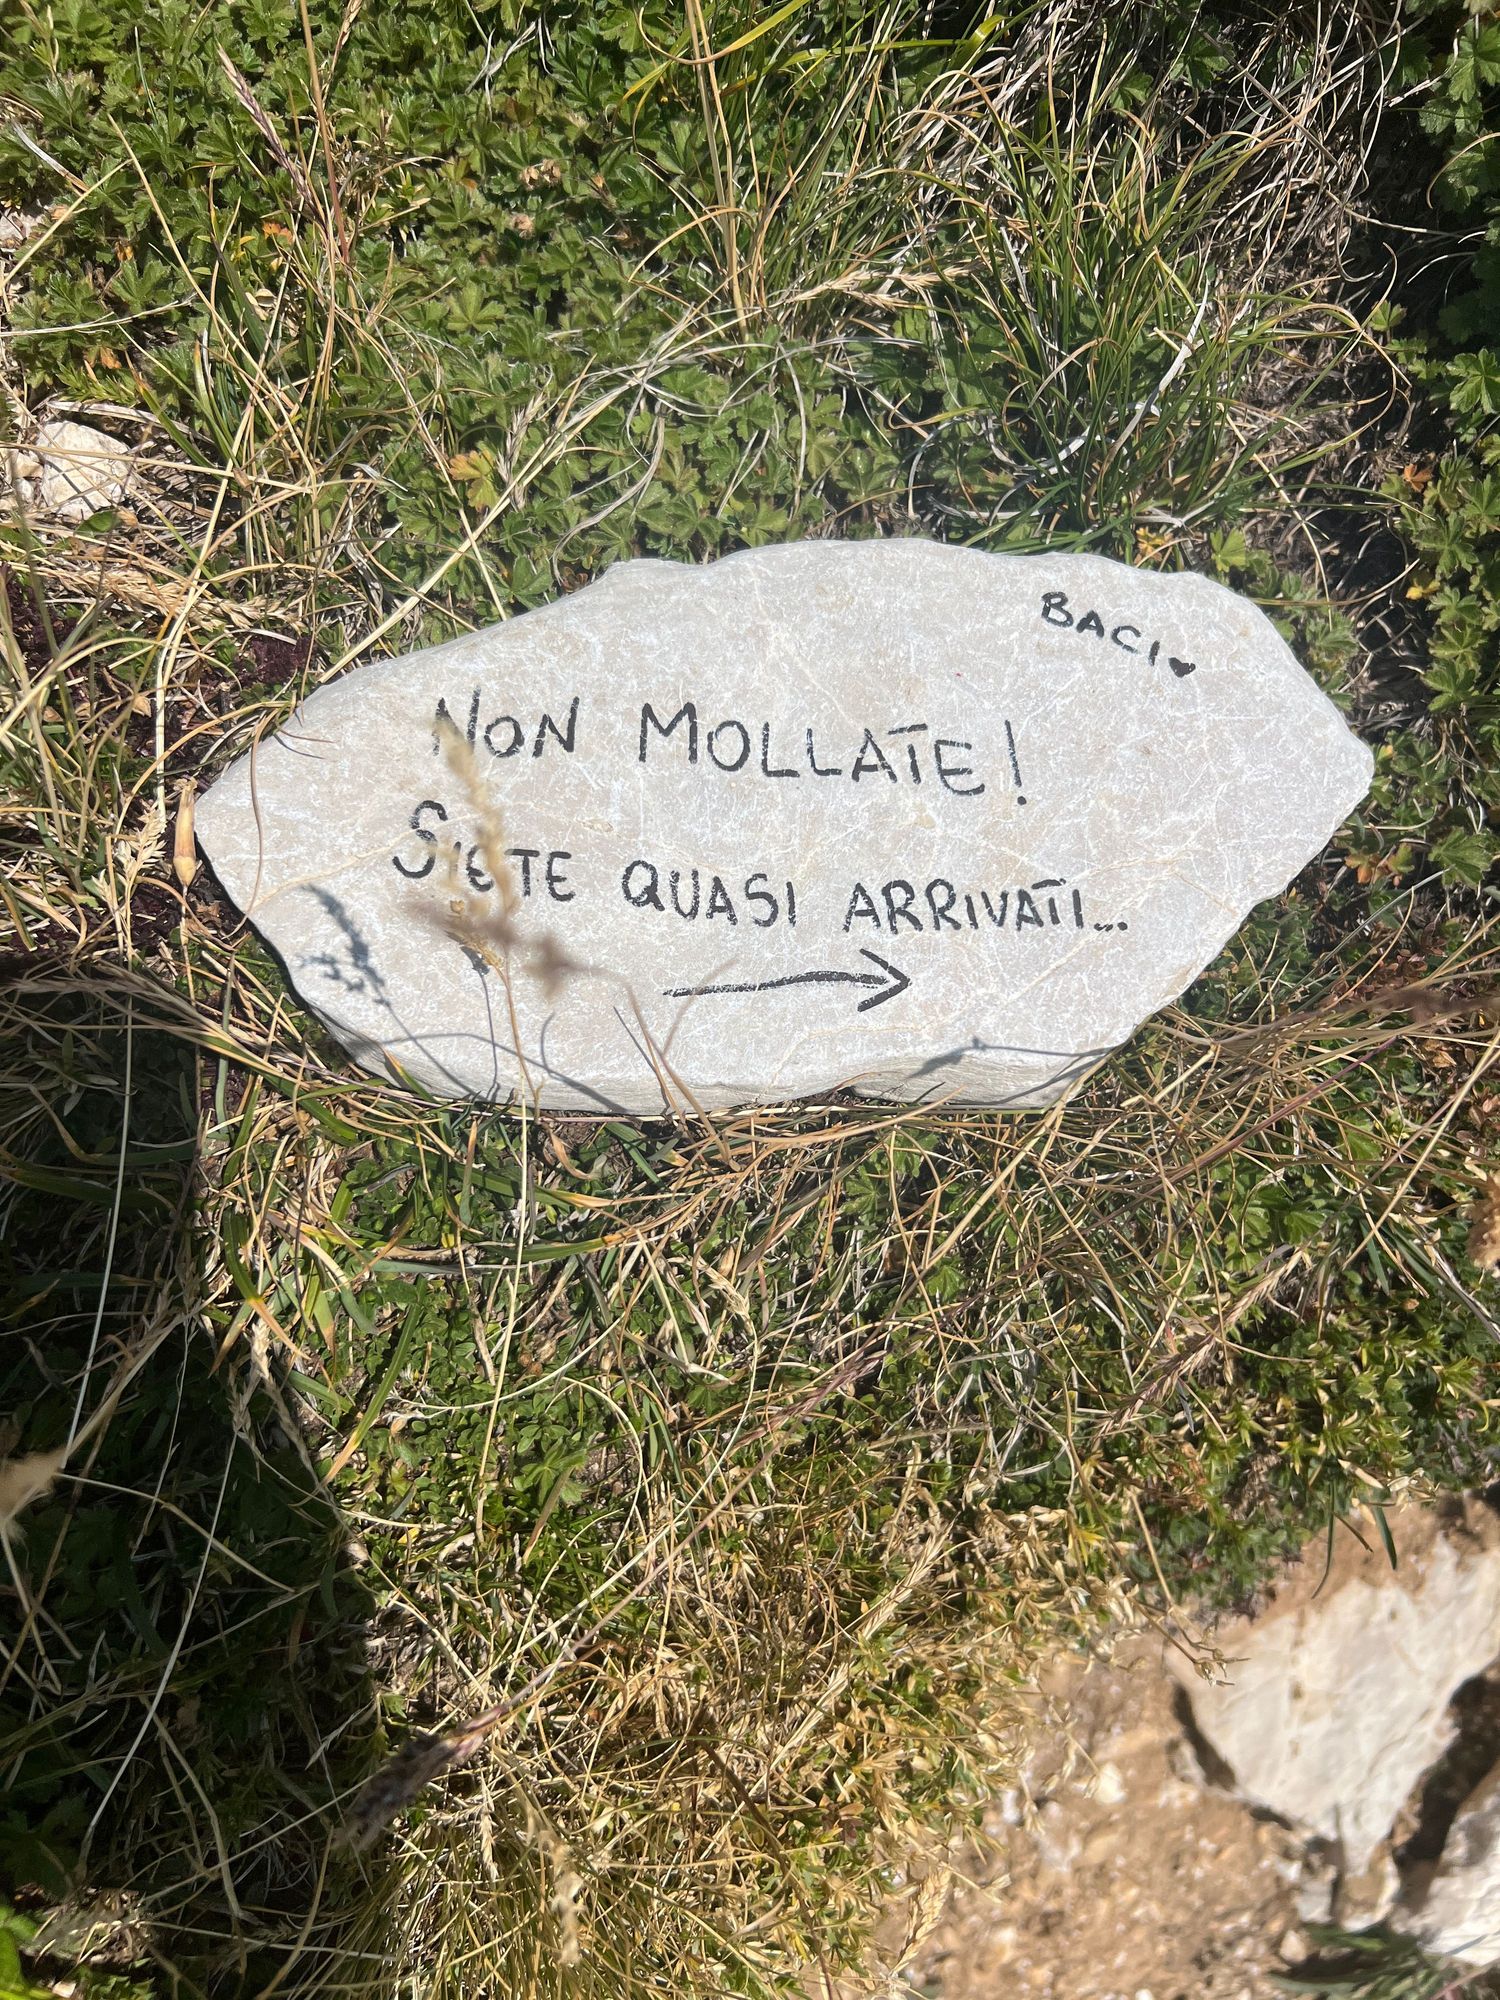 BACI
NON MOLLATE!
SIETE QUASI ARRIVATI...